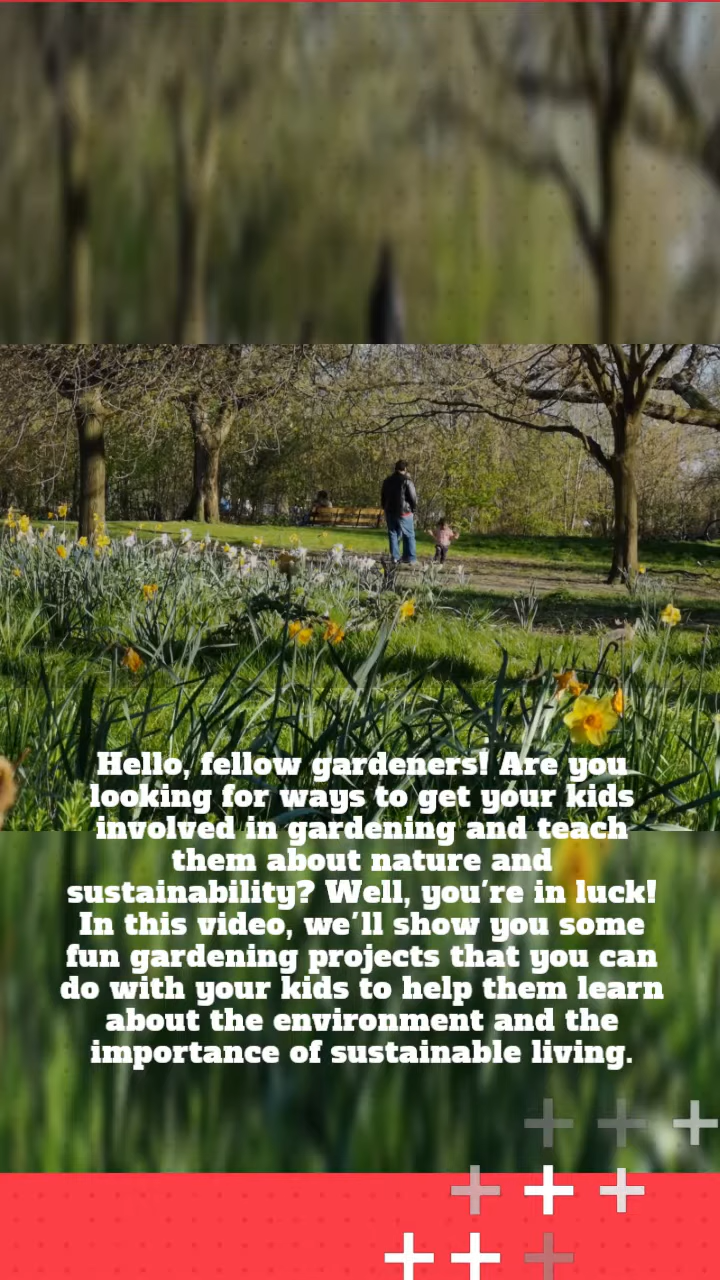 Hello, fellow gardeners! Are you
looking for ways to get your kids
involved in gardening and teach
them about nature and
sustainability? Well, you're in luck!
In this video, we'll show you some
fun gardening projects that you can
do with your kids to help them learn
about the environment and the
importance of sustainable living.